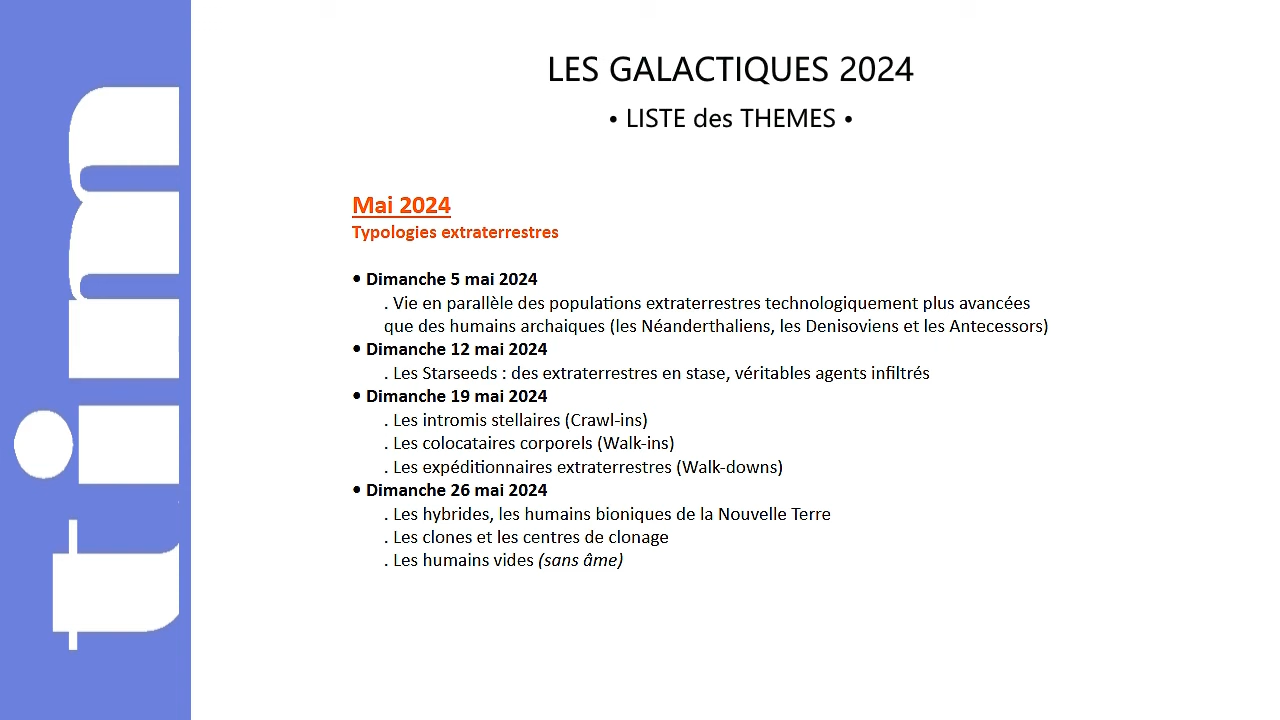 tim
LES GALACTIQUES 2024
• LISTE des THEMES •
Mai 2024
Typologies extraterrestres
• Dimanche 5 mai 2024
. Vie en parallèle des populations extraterrestres technologiquement plus avancées
que des humains archaiques (les Néanderthaliens, les Denisoviens et les Antecessors)
• Dimanche 12 mai 2024
. Les Starseeds : des extraterrestres en stase, véritables agents infiltrés
• Dimanche 19 mai 2024
. Les intromis stellaires (Crawl-ins)
. Les colocataires corporels (Walk-ins)
. Les expéditionnaires extraterrestres (Walk-downs)
• Dimanche 26 mai 2024
. Les hybrides, les humains bioniques de la Nouvelle Terre
. Les clones et les centres de clonage
. Les humains vides (sans âme)